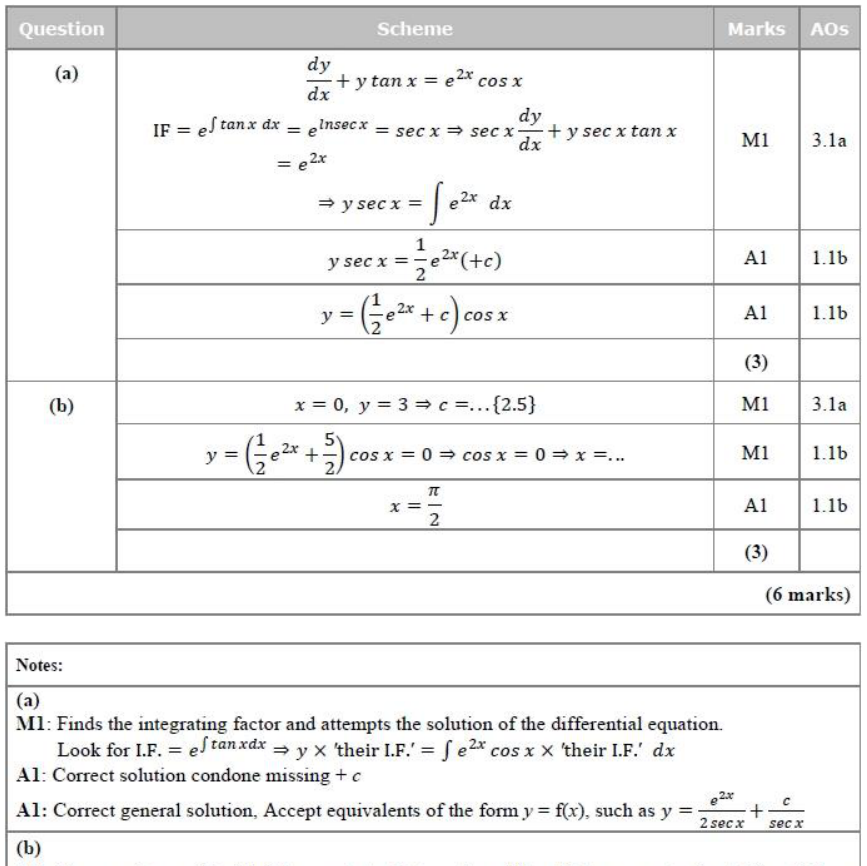 Question Scheme Marks AOs
(a) dy/dx + y tan x = e^{2x} cos x
IF = e^{∫ tan x dx} = e^{lnsec x} = sec x ⇒ sec x dy/dx + y sec x tan x M1 3.1a
= e^{2x}
⇒ y sec x = ∫ e^{2x} dx
y sec x = 1/2 e^{2x}(+c) A1 1.1b
y = (1/2 e^{2x} + c) cos x A1 1.1b
(3)
(b) x = 0, y = 3 ⇒ c =...{2.5} M1 3.1a
y = (1/2 e^{2x} + 5/2) cos x = 0 ⇒ cos x = 0 ⇒ x =... M1 1.1b
x = π/2 A1 1.1b
(3)
(6 marks)
Notes:
(a)
M1: Finds the integrating factor and attempts the solution of the differential equation.
Look for I.F. = e^{∫ tan xdx} ⇒ y × 'their I.F.' = ∫ e^{2x} cos x × 'their I.F.' dx
A1: Correct solution condone missing + c
A1: Correct general solution, Accept equivalents of the form y = f(x), such as y = e^{2x}/(2 sec x) + c/(sec x)
(b)